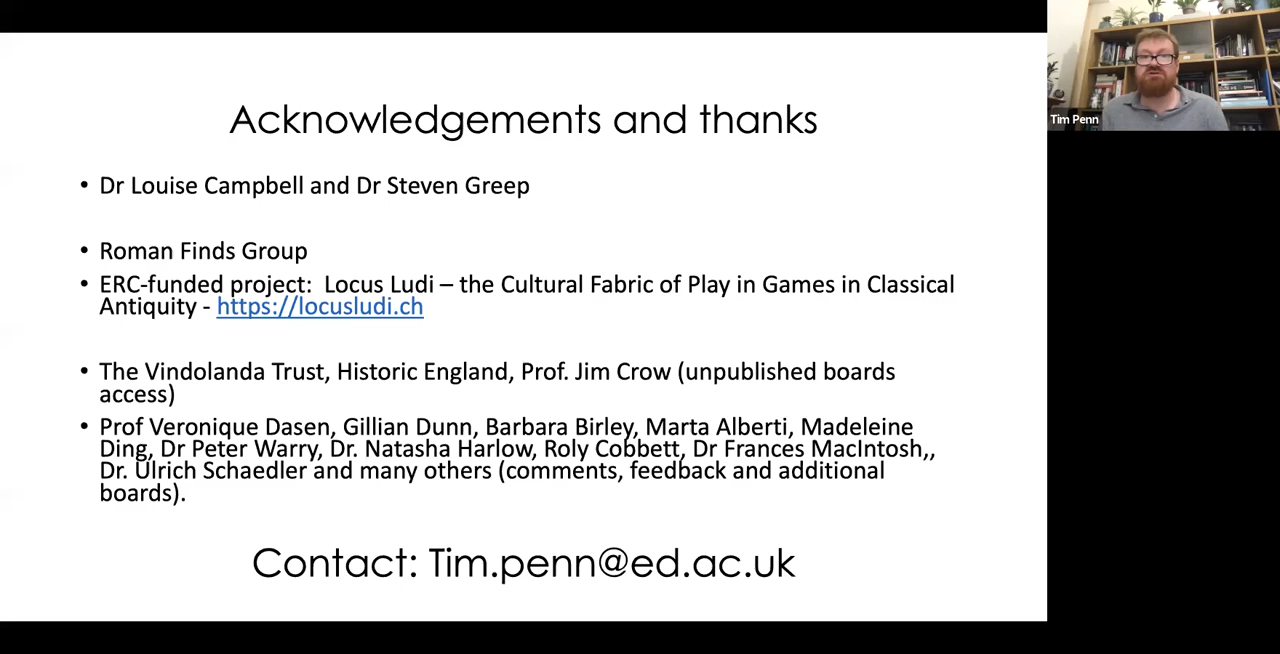 Acknowledgements and thanks
• Dr Louise Campbell and Dr Steven Greep
• Roman Finds Group
• ERC-funded project:  Locus Ludi – the Cultural Fabric of Play in Games in Classical
Antiquity - https://locusludi.ch
• The Vindolanda Trust, Historic England, Prof. Jim Crow (unpublished boards
access)
• Prof Veronique Dasen, Gillian Dunn, Barbara Birley, Marta Alberti, Madeleine
Ding, Dr Peter Warry, Dr. Natasha Harlow, Roly Cobbett, Dr Frances MacIntosh,,
Dr. Ulrich Schaedler and many others (comments, feedback and additional
boards).
Contact: Tim.penn@ed.ac.uk
Tim Penn